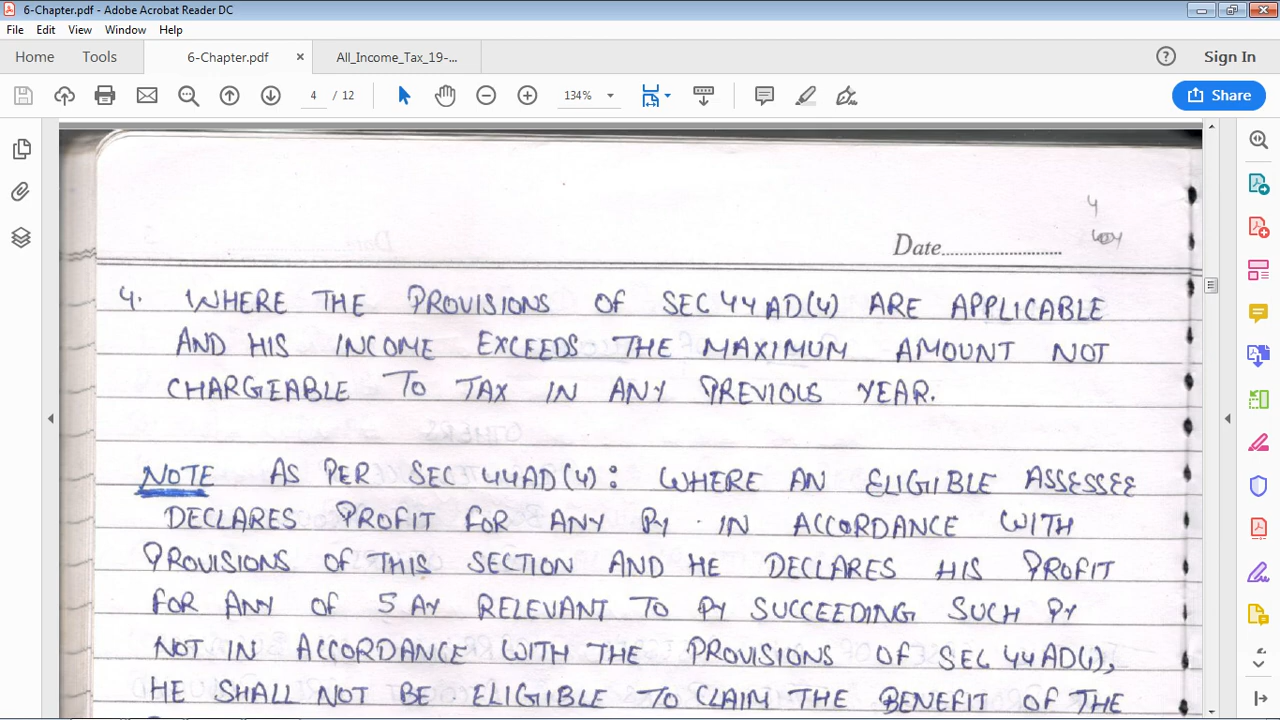 6-Chapter.pdf - Adobe Acrobat Reader DC
File Edit View Window Help
Home Tools 6-Chapter.pdf × All_Income_Tax_19-... ? Sign In
4 / 12 134% Share
4
Date..............................
4. WHERE THE PROVISIONS OF SEC 44AD(4) ARE APPLICABLE
AND HIS INCOME EXCEEDS THE MAXIMUM AMOUNT NOT
CHARGEABLE TO TAX IN ANY PREVIOUS YEAR.
NOTE AS PER SEC 44AD(4): WHERE AN ELIGIBLE ASSESSEE
DECLARES PROFIT FOR ANY PY IN ACCORDANCE WITH
PROVISIONS OF THIS SECTION AND HE DECLARES HIS PROFIT
FOR ANY OF 5 AY RELEVANT TO PY SUCCEEDING SUCH PY
NOT IN ACCORDANCE WITH THE PROVISIONS OF SEC 44AD(1),
HE SHALL NOT BE ELIGIBLE TO CLAIM THE BENEFIT OF THE